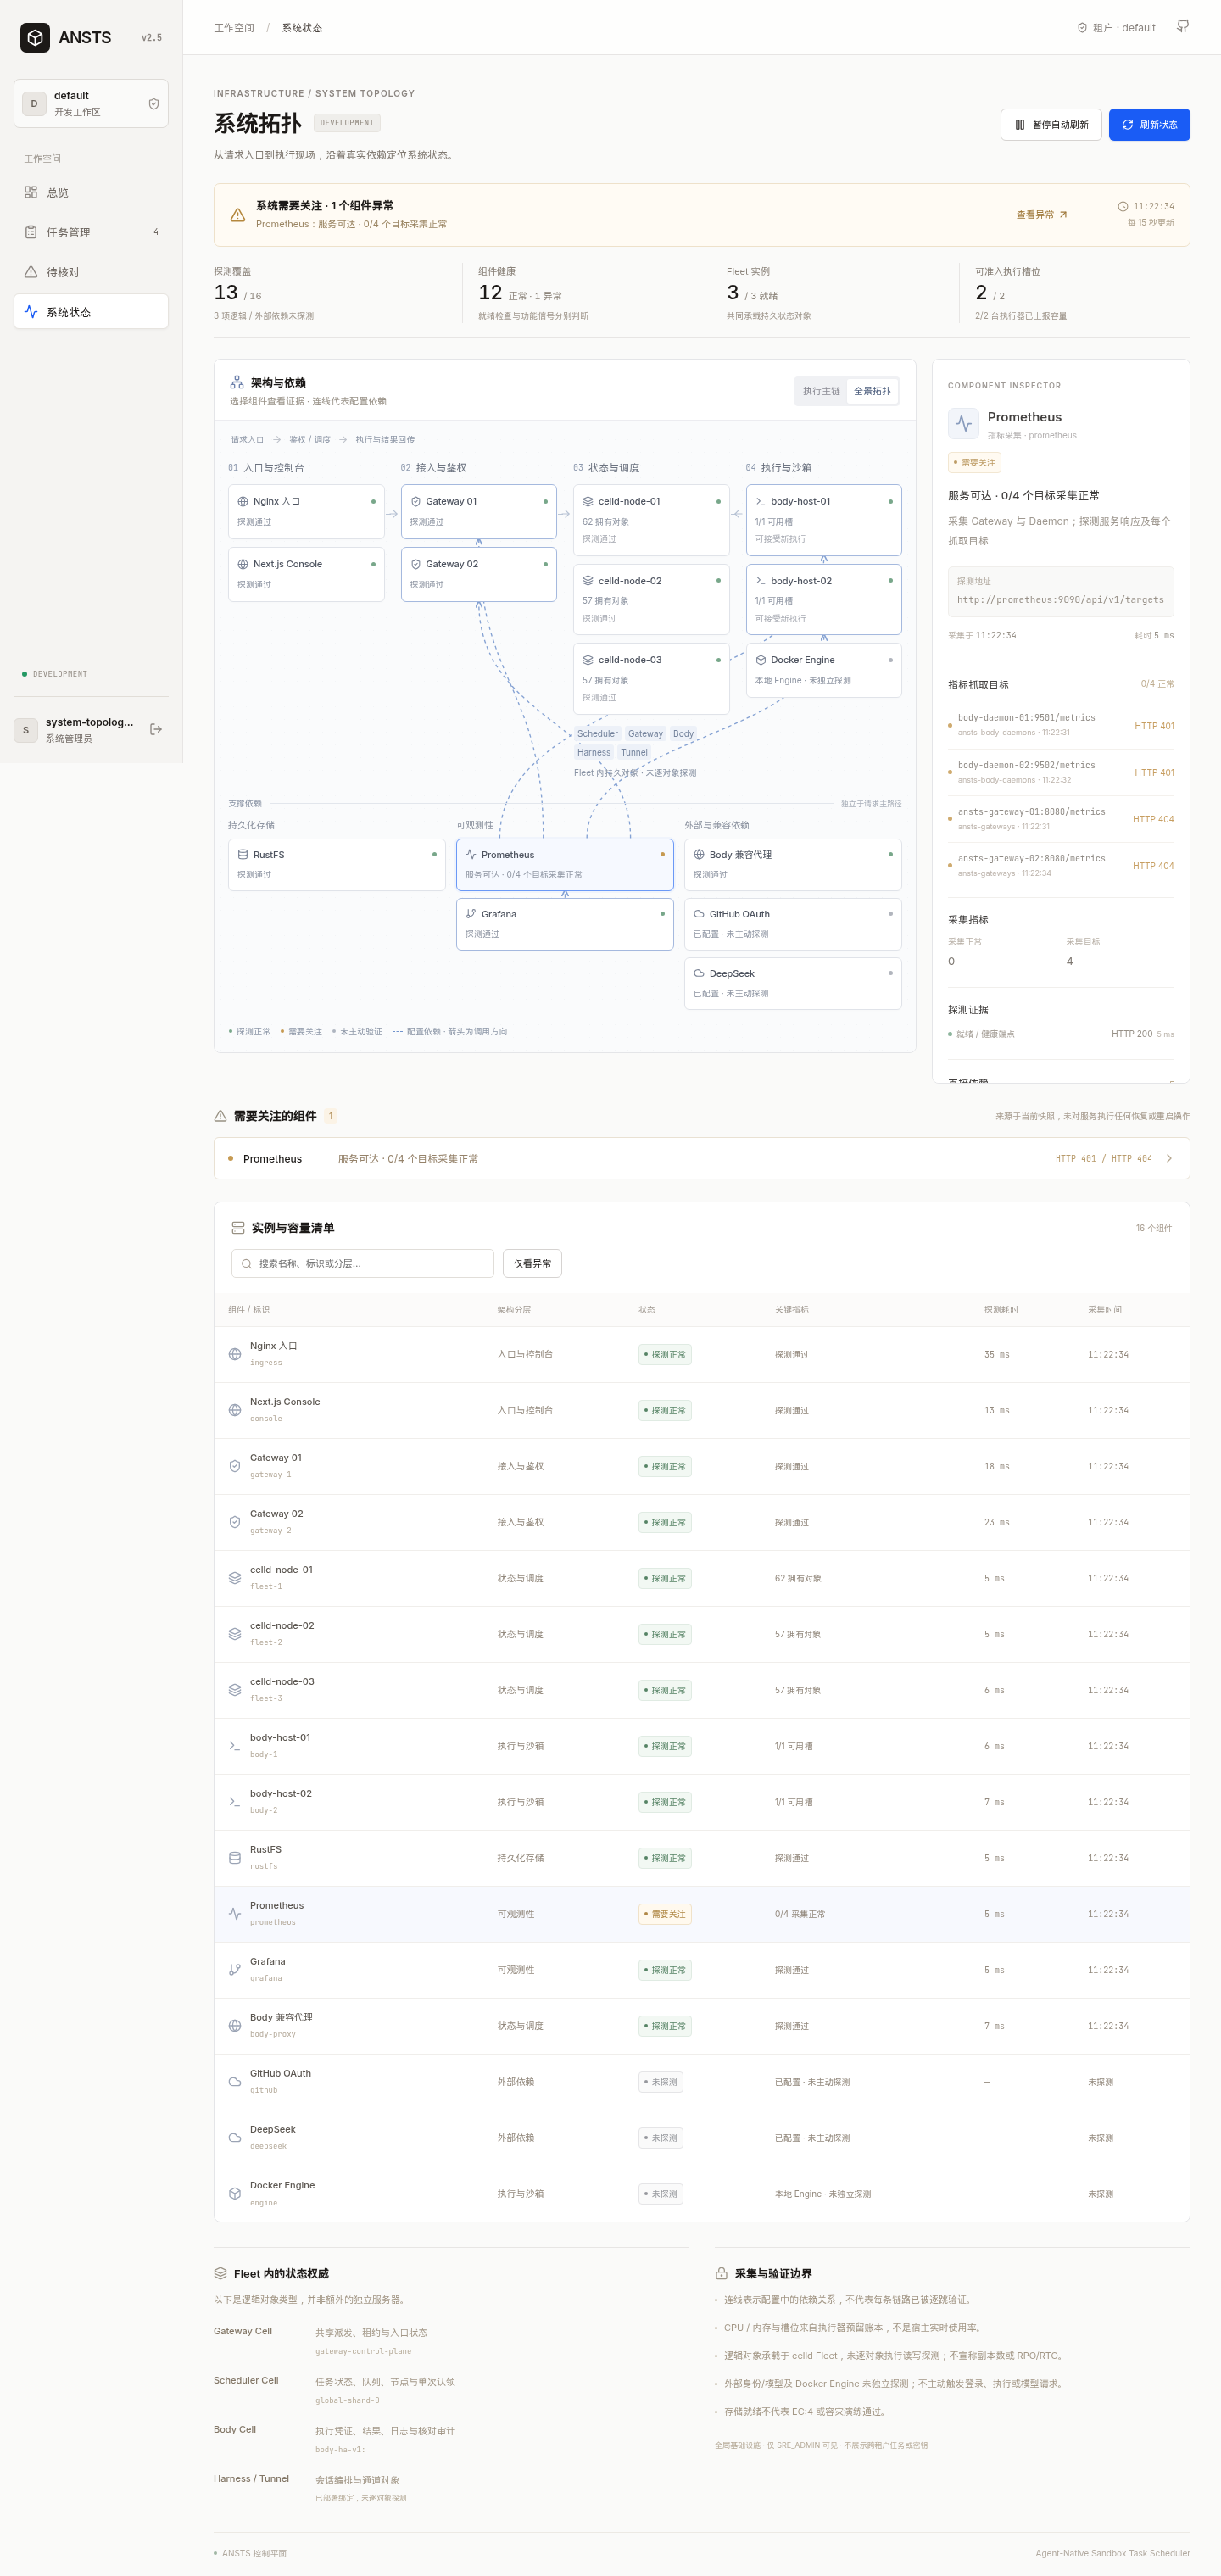 ANSTS
v2.5
D
default
开发工作区
工作空间
总览
任务管理
4
待核对
系统状态
DEVELOPMENT
S
system-topolog...
系统管理员
工作空间 / 系统状态
租户 · default
INFRASTRUCTURE / SYSTEM TOPOLOGY
系统拓扑
DEVELOPMENT
从请求入口到执行现场，沿着真实依赖定位系统状态。
暂停自动刷新
刷新状态
系统需要关注 · 1 个组件异常
Prometheus：服务可达 · 0/4 个目标采集正常
查看异常
11:22:34
每 15 秒更新
探测覆盖
13 / 16
3 项逻辑 / 外部依赖未探测
组件健康
12 正常 · 1 异常
就绪检查与功能信号分别判断
Fleet 实例
3 / 3 就绪
共同承载持久状态对象
可准入执行槽位
2 / 2
2/2 台执行器已上报容量
架构与依赖
选择组件查看证据 · 连线代表配置依赖
执行主链
全景拓扑
请求入口 → 鉴权 / 调度 → 执行与结果回传
01 入口与控制台
Nginx 入口
探测通过
Next.js Console
探测通过
02 接入与鉴权
Gateway 01
探测通过
Gateway 02
探测通过
03 状态与调度
celld-node-01
62 拥有对象
探测通过
celld-node-02
57 拥有对象
探测通过
celld-node-03
57 拥有对象
探测通过
Scheduler
Gateway
Body
Harness
Tunnel
Fleet 内持久对象 · 未逐对象探测
04 执行与沙箱
body-host-01
1/1 可用槽
可接受新执行
body-host-02
1/1 可用槽
可接受新执行
Docker Engine
本地 Engine · 未独立探测
支撑依赖
独立于请求主路径
持久化存储
RustFS
探测通过
可观测性
Prometheus
服务可达 · 0/4 个目标采集正常
Grafana
探测通过
外部与兼容依赖
Body 兼容代理
探测通过
GitHub OAuth
已配置 · 未主动探测
DeepSeek
已配置 · 未主动探测
探测正常
需要关注
未主动验证
--- 配置依赖 · 箭头为调用方向
COMPONENT INSPECTOR
Prometheus
指标采集 · prometheus
需要关注
服务可达 · 0/4 个目标采集正常
采集 Gateway 与 Daemon；探测服务响应及每个
抓取目标
探测地址
http://prometheus:9090/api/v1/targets
采集于 11:22:34
耗时 5 ms
指标抓取目标
0/4 正常
body-daemon-01:9501/metrics
ansts-body-daemons · 11:22:31
HTTP 401
body-daemon-02:9502/metrics
ansts-body-daemons · 11:22:32
HTTP 401
ansts-gateway-01:8080/metrics
ansts-gateways · 11:22:31
HTTP 404
ansts-gateway-02:8080/metrics
ansts-gateways · 11:22:34
HTTP 404
采集指标
采集正常
0
采集目标
4
探测证据
就绪 / 健康端点
HTTP 200 5 ms
直接依赖
需要关注的组件
1
来源于当前快照，未对服务执行任何恢复或重启操作
Prometheus
服务可达 · 0/4 个目标采集正常
HTTP 401 / HTTP 404
实例与容量清单
16 个组件
搜索名称、标识或分层...
仅看异常
组件 / 标识 架构分层 状态 关键指标 探测耗时 采集时间
Nginx 入口
ingress
入口与控制台 探测正常 探测通过 35 ms 11:22:34
Next.js Console
console
入口与控制台 探测正常 探测通过 13 ms 11:22:34
Gateway 01
gateway-1
接入与鉴权 探测正常 探测通过 18 ms 11:22:34
Gateway 02
gateway-2
接入与鉴权 探测正常 探测通过 23 ms 11:22:34
celld-node-01
fleet-1
状态与调度 探测正常 62 拥有对象 5 ms 11:22:34
celld-node-02
fleet-2
状态与调度 探测正常 57 拥有对象 5 ms 11:22:34
celld-node-03
fleet-3
状态与调度 探测正常 57 拥有对象 6 ms 11:22:34
body-host-01
body-1
执行与沙箱 探测正常 1/1 可用槽 6 ms 11:22:34
body-host-02
body-2
执行与沙箱 探测正常 1/1 可用槽 7 ms 11:22:34
RustFS
rustfs
持久化存储 探测正常 探测通过 5 ms 11:22:34
Prometheus
prometheus
可观测性 需要关注 0/4 采集正常 5 ms 11:22:34
Grafana
grafana
可观测性 探测正常 探测通过 5 ms 11:22:34
Body 兼容代理
body-proxy
状态与调度 探测正常 探测通过 7 ms 11:22:34
GitHub OAuth
github
外部依赖 未探测 已配置 · 未主动探测 — 未探测
DeepSeek
deepseek
外部依赖 未探测 已配置 · 未主动探测 — 未探测
Docker Engine
engine
执行与沙箱 未探测 本地 Engine · 未独立探测 — 未探测
Fleet 内的状态权威
以下是逻辑对象类型，并非额外的独立服务器。
Gateway Cell
共享派发、租约与入口状态
gateway-control-plane
Scheduler Cell
任务状态、队列、节点与单次认领
global-shard-0
Body Cell
执行凭证、结果、日志与核对审计
body-ha-v1:
Harness / Tunnel
会话编排与通道对象
已部署绑定，未逐对象探测
采集与验证边界
连线表示配置中的依赖关系，不代表每条链路已被逐跳验证。
CPU / 内存与槽位来自执行器预留账本，不是宿主实时使用率。
逻辑对象承载于 celld Fleet，未逐对象执行读写探测；不宣称副本数或 RPO/RTO。
外部身份/模型及 Docker Engine 未独立探测；不主动触发登录、执行或模型请求。
存储就绪不代表 EC:4 或容灾演练通过。
全局基础设施 · 仅 SRE_ADMIN 可见 · 不展示跨租户任务或密钥
ANSTS 控制平面
Agent-Native Sandbox Task Scheduler